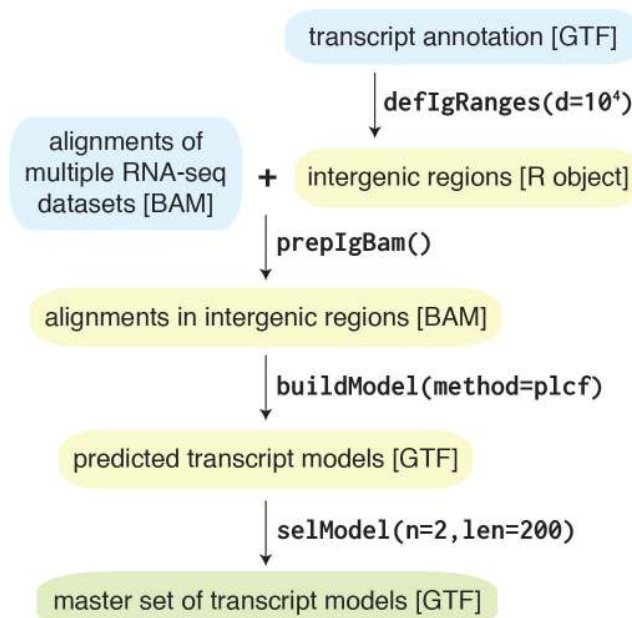 transcript annotation [GTF]
defIgRanges(d=10⁴)
alignments of
multiple RNA-seq
datasets [BAM]
+
intergenic regions [R object]
prepIgBam()
alignments in intergenic regions [BAM]
buildModel(method=plcf)
predicted transcript models [GTF]
selModel(n=2,len=200)
master set of transcript models [GTF]